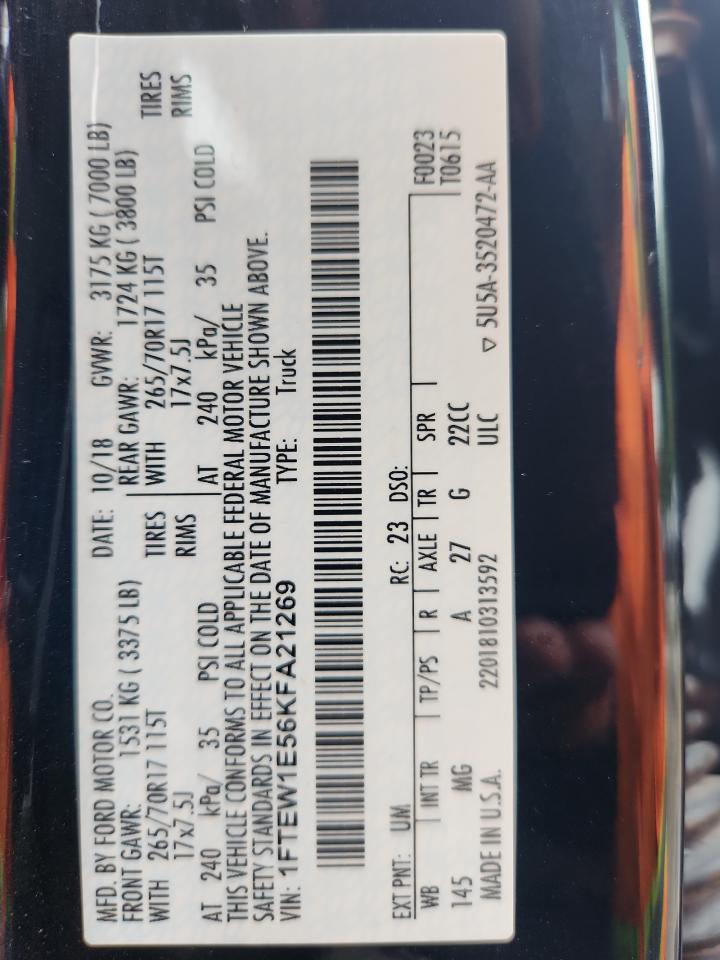 MFD. BY FORD MOTOR CO. DATE: 10/18 GVWR: 3175 KG ( 7000 LB)
FRONT GAWR: 1531 KG ( 3375 LB) REAR GAWR: 1724 KG ( 3800 LB)
WITH 265/70R17 115T TIRES WITH 265/70R17 115T TIRES
17x7.5J RIMS 17x7.5J RIMS
AT 240 kPa/ 35 PSI COLD AT 240 kPa/ 35 PSI COLD
THIS VEHICLE CONFORMS TO ALL APPLICABLE FEDERAL MOTOR VEHICLE
SAFETY STANDARDS IN EFFECT ON THE DATE OF MANUFACTURE SHOWN ABOVE.
VIN: 1FTEW1E56KFA21269 TYPE: Truck
EXT PNT: UM RC: 23 DSO: F0023
WB INT TR TP/PS R AXLE TR SPR T0615
145 MG A 27 G 22CC
MADE IN U.S.A. 2201810313592 ULC ▽ 5U5A-3520472-AA